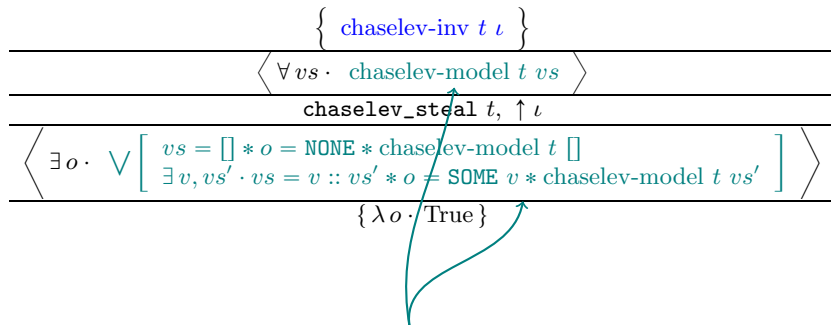 { chaselev-inv t ι }
⟨ ∀ vs · chaselev-model t vs ⟩
chaselev_steal t, ↑ ι
⟨ ∃ o · ⋁ [ vs = [] * o = NONE * chaselev-model t []
∃ v, vs′ · vs = v :: vs′ * o = SOME v * chaselev-model t vs′ ] ⟩
{ λ o · True }